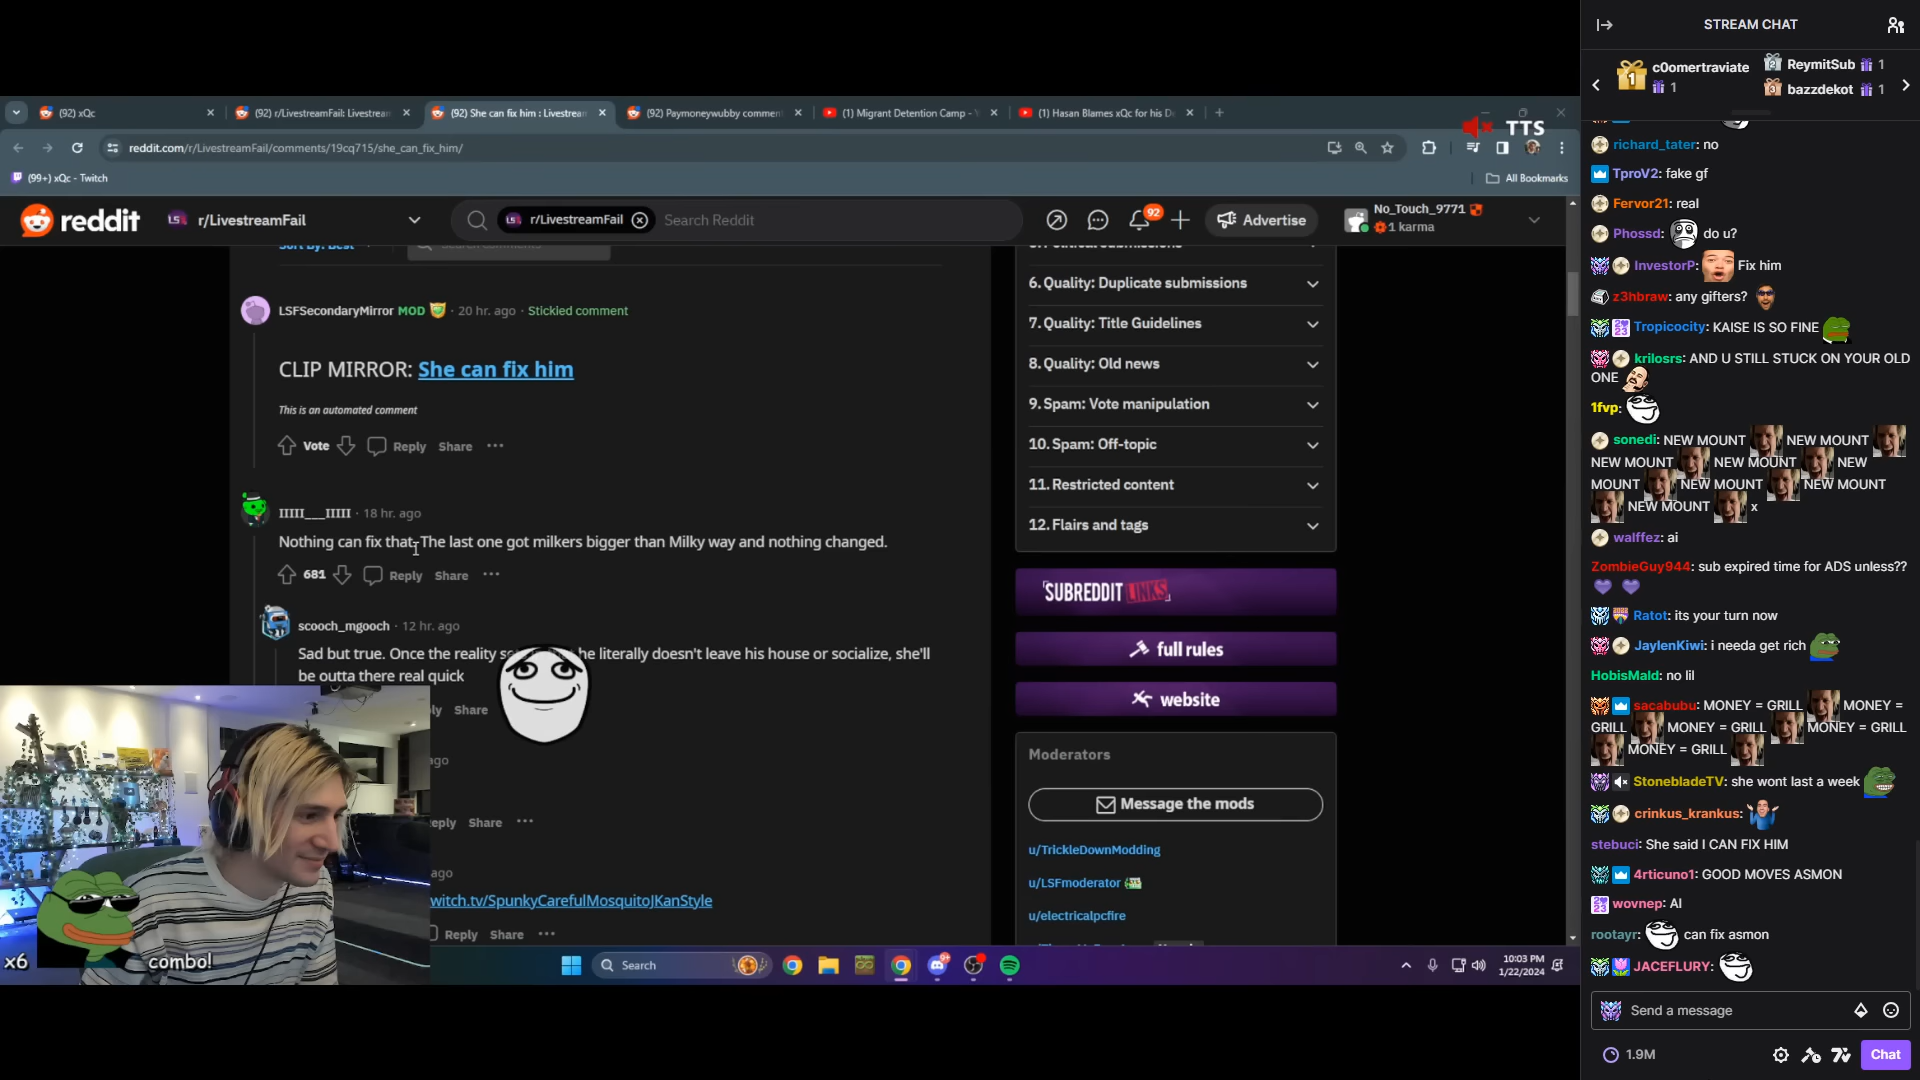 (92) xQc
(92) r/LivestreamFail: Livestream
(92) She can fix him : Livestream
(92) Paymoneywubby comment
(1) Migrant Detention Camp -
(1) Hasan Blames xQc for his D
TTS
reddit.com/r/LivestreamFail/comments/19cq715/she_can_fix_him/
(99+) xQc - Twitch
All Bookmarks
reddit
r/LivestreamFail
r/LivestreamFail
Search Reddit
92
Advertise
No_Touch_9771
1 karma
Sort By: Best
LSFSecondaryMirror MOD · 20 hr. ago · Stickied comment
CLIP MIRROR: She can fix him
This is an automated comment
Vote Reply Share
IIIII___IIIII · 18 hr. ago
Nothing can fix that. The last one got milkers bigger than Milky way and nothing changed.
681 Reply Share
scooch_mgooch · 12 hr. ago
Sad but true. Once the reality he literally doesn't leave his house or socialize, she'll
be outta there real quick
ly Share
ago
eply Share
ago
witch.tv/SpunkyCarefulMosquitoJKanStyle
Reply Share
x6
combo!
6. Quality: Duplicate submissions
7. Quality: Title Guidelines
8. Quality: Old news
9. Spam: Vote manipulation
10. Spam: Off-topic
11. Restricted content
12. Flairs and tags
SUBREDDIT LINKS
full rules
website
Moderators
Message the mods
u/TrickleDownModding
u/LSFmoderator
u/electricalpcfire
Search
10:03 PM
1/22/2024
STREAM CHAT
1 c0omertraviate
1
2 ReymitSub 1
3 bazzdekot 1
richard_tater: no
TproV2: fake gf
Fervor21: real
Phossd: do u?
InvestorP: Fix him
z3hbraw: any gifters?
Tropicocity: KAISE IS SO FINE
krilosrs: AND U STILL STUCK ON YOUR OLD
ONE
1fvp:
sonedi: NEW MOUNT NEW MOUNT
NEW MOUNT NEW MOUNT NEW
MOUNT NEW MOUNT NEW MOUNT
NEW MOUNT x
walffez: ai
ZombieGuy944: sub expired time for ADS unless??
Ratot: its your turn now
JaylenKiwi: i needa get rich
HobisMald: no lil
sacabubu: MONEY = GRILL MONEY =
GRILL MONEY = GRILL MONEY = GRILL
MONEY = GRILL
StonebladeTV: she wont last a week
crinkus_krankus:
stebuci: She said I CAN FIX HIM
4rticuno1: GOOD MOVES ASMON
wovnep: AI
rootayr: can fix asmon
JACEFLURY:
Send a message
1.9M
Chat